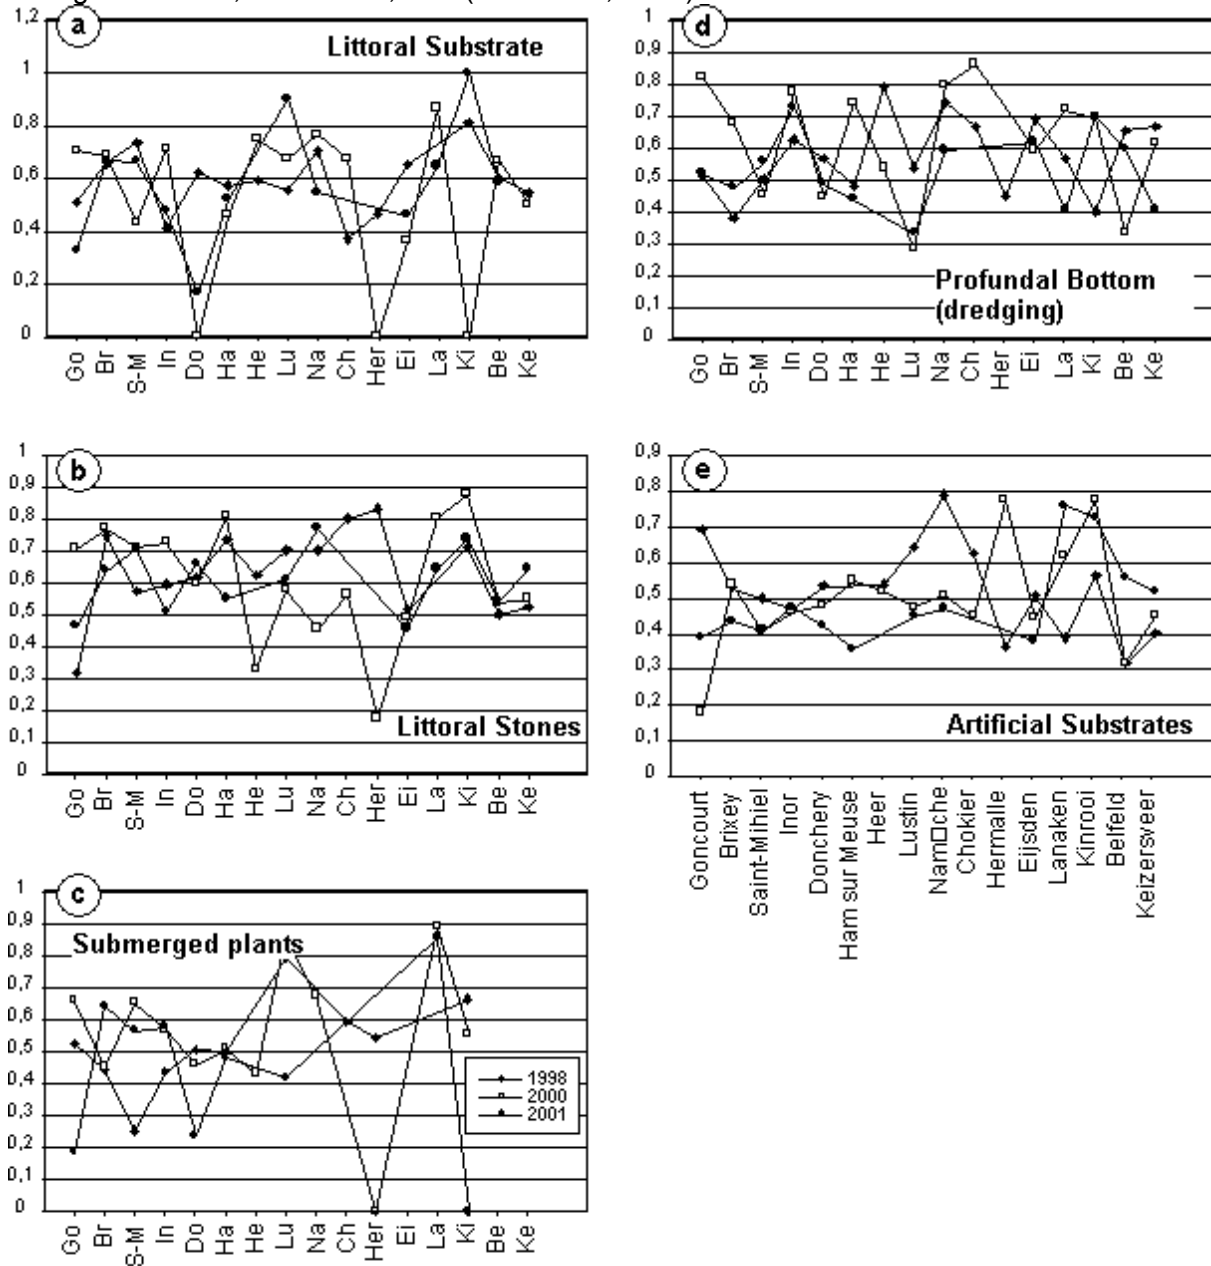 a
Littoral Substrate
1,2
1
0,8
0,6
0,4
0,2
0
Go
Br
S-M
In
Do
Ha
He
Lu
Na
Ch
Her
Ei
La
Ki
Be
Ke
b
Littoral Stones
1
0,9
0,8
0,7
0,6
0,5
0,4
0,3
0,2
0,1
0
Go
Br
S-M
In
Do
Ha
He
Lu
Na
Ch
Her
Ei
La
Ki
Be
Ke
c
Submerged plants
1
0,9
0,8
0,7
0,6
0,5
0,4
0,3
0,2
0,1
0
1998
2000
2001
Go
Br
S-M
In
Do
Ha
He
Lu
Na
Ch
Her
Ei
La
Ki
Be
Ke
d
1
0,9
0,8
0,7
0,6
0,5
0,4
0,3
0,2
0,1
0
Profundal Bottom
(dredging)
Go
Br
S-M
In
Do
Ha
He
Lu
Na
Ch
Her
Ei
La
Ki
Be
Ke
e
0,9
0,8
0,7
0,6
0,5
0,4
0,3
0,2
0,1
0
Artificial Substrates
Goncourt
Brixey
Saint-Mihiel
Inor
Donchery
Ham sur Meuse
Heer
Lustin
Nam□che
Chokier
Hermalle
Eijsden
Lanaken
Kinrooi
Belfeld
Keizersveer